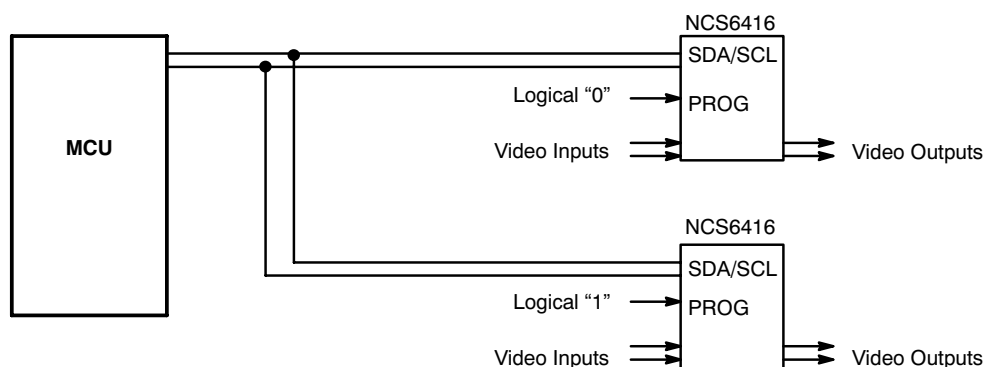 NCS6416
SDA/SCL
Logical “0”
PROG
MCU
Video Inputs
Video Outputs
NCS6416
SDA/SCL
Logical “1”
PROG
Video Inputs
Video Outputs